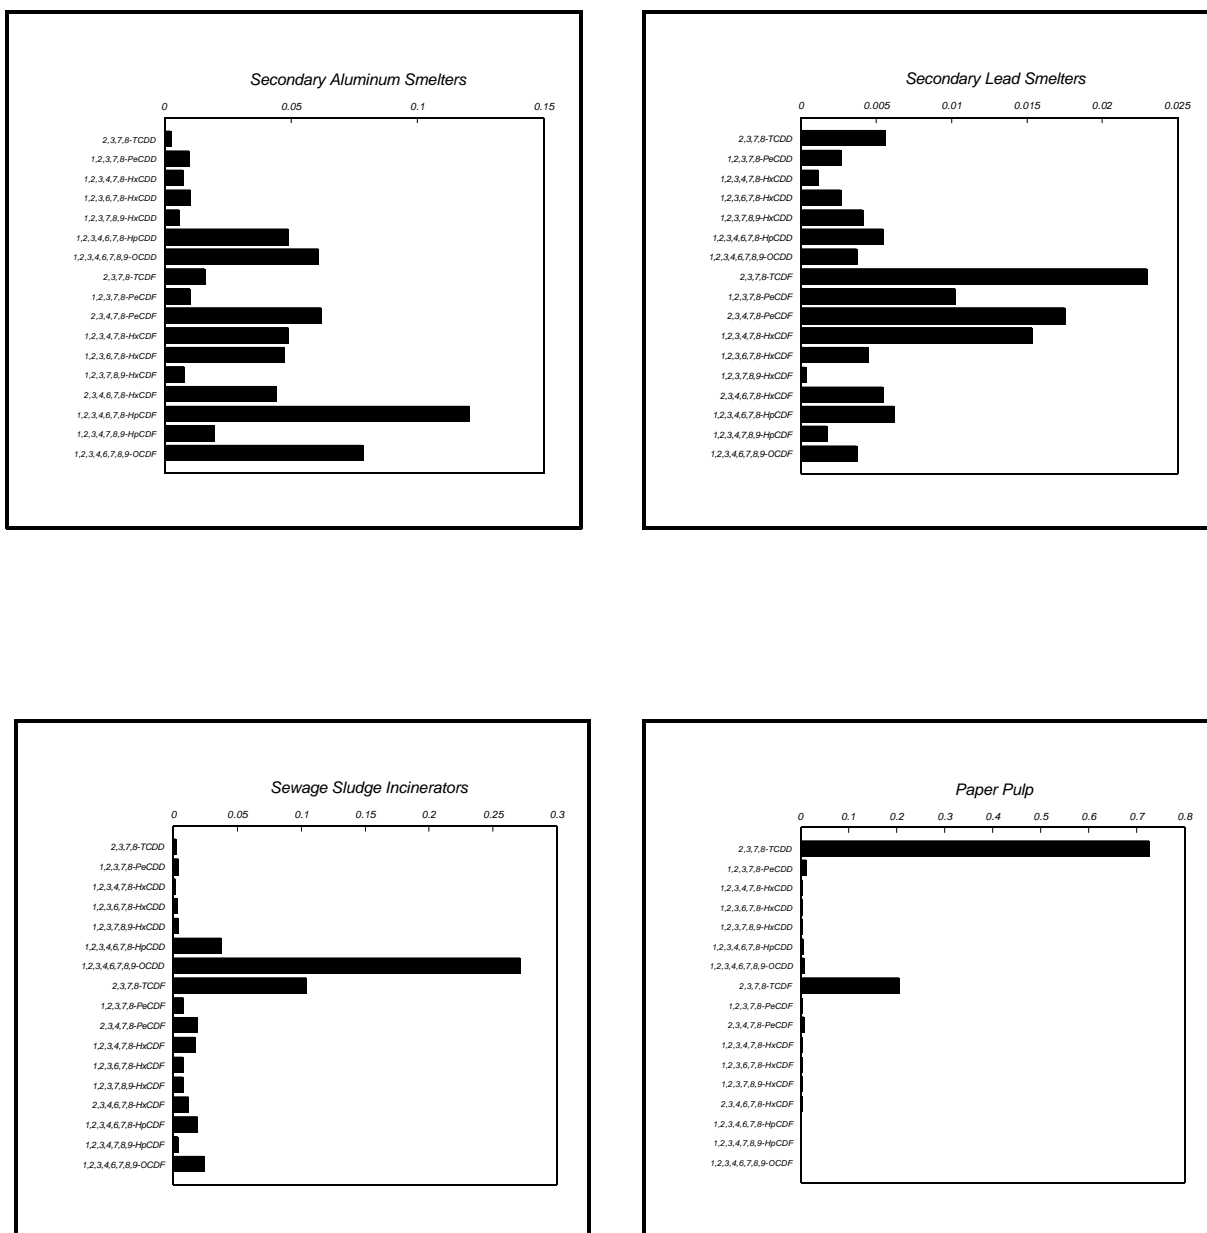 Secondary Aluminum Smelters
0 0.05 0.1 0.15
2,3,7,8-TCDD
1,2,3,7,8-PeCDD
1,2,3,4,7,8-HxCDD
1,2,3,6,7,8-HxCDD
1,2,3,7,8,9-HxCDD
1,2,3,4,6,7,8-HpCDD
1,2,3,4,6,7,8,9-OCDD
2,3,7,8-TCDF
1,2,3,7,8-PeCDF
2,3,4,7,8-PeCDF
1,2,3,4,7,8-HxCDF
1,2,3,6,7,8-HxCDF
1,2,3,7,8,9-HxCDF
2,3,4,6,7,8-HxCDF
1,2,3,4,6,7,8-HpCDF
1,2,3,4,7,8,9-HpCDF
1,2,3,4,6,7,8,9-OCDF
Secondary Lead Smelters
0 0.005 0.01 0.015 0.02 0.025
2,3,7,8-TCDD
1,2,3,7,8-PeCDD
1,2,3,4,7,8-HxCDD
1,2,3,6,7,8-HxCDD
1,2,3,7,8,9-HxCDD
1,2,3,4,6,7,8-HpCDD
1,2,3,4,6,7,8,9-OCDD
2,3,7,8-TCDF
1,2,3,7,8-PeCDF
2,3,4,7,8-PeCDF
1,2,3,4,7,8-HxCDF
1,2,3,6,7,8-HxCDF
1,2,3,7,8,9-HxCDF
2,3,4,6,7,8-HxCDF
1,2,3,4,6,7,8-HpCDF
1,2,3,4,7,8,9-HpCDF
1,2,3,4,6,7,8,9-OCDF
Sewage Sludge Incinerators
0 0.05 0.1 0.15 0.2 0.25 0.3
2,3,7,8-TCDD
1,2,3,7,8-PeCDD
1,2,3,4,7,8-HxCDD
1,2,3,6,7,8-HxCDD
1,2,3,7,8,9-HxCDD
1,2,3,4,6,7,8-HpCDD
1,2,3,4,6,7,8,9-OCDD
2,3,7,8-TCDF
1,2,3,7,8-PeCDF
2,3,4,7,8-PeCDF
1,2,3,4,7,8-HxCDF
1,2,3,6,7,8-HxCDF
1,2,3,7,8,9-HxCDF
2,3,4,6,7,8-HxCDF
1,2,3,4,6,7,8-HpCDF
1,2,3,4,7,8,9-HpCDF
1,2,3,4,6,7,8,9-OCDF
Paper Pulp
0 0.1 0.2 0.3 0.4 0.5 0.6 0.7 0.8
2,3,7,8-TCDD
1,2,3,7,8-PeCDD
1,2,3,4,7,8-HxCDD
1,2,3,6,7,8-HxCDD
1,2,3,7,8,9-HxCDD
1,2,3,4,6,7,8-HpCDD
1,2,3,4,6,7,8,9-OCDD
2,3,7,8-TCDF
1,2,3,7,8-PeCDF
2,3,4,7,8-PeCDF
1,2,3,4,7,8-HxCDF
1,2,3,6,7,8-HxCDF
1,2,3,7,8,9-HxCDF
2,3,4,6,7,8-HxCDF
1,2,3,4,6,7,8-HpCDF
1,2,3,4,7,8,9-HpCDF
1,2,3,4,6,7,8,9-OCDF